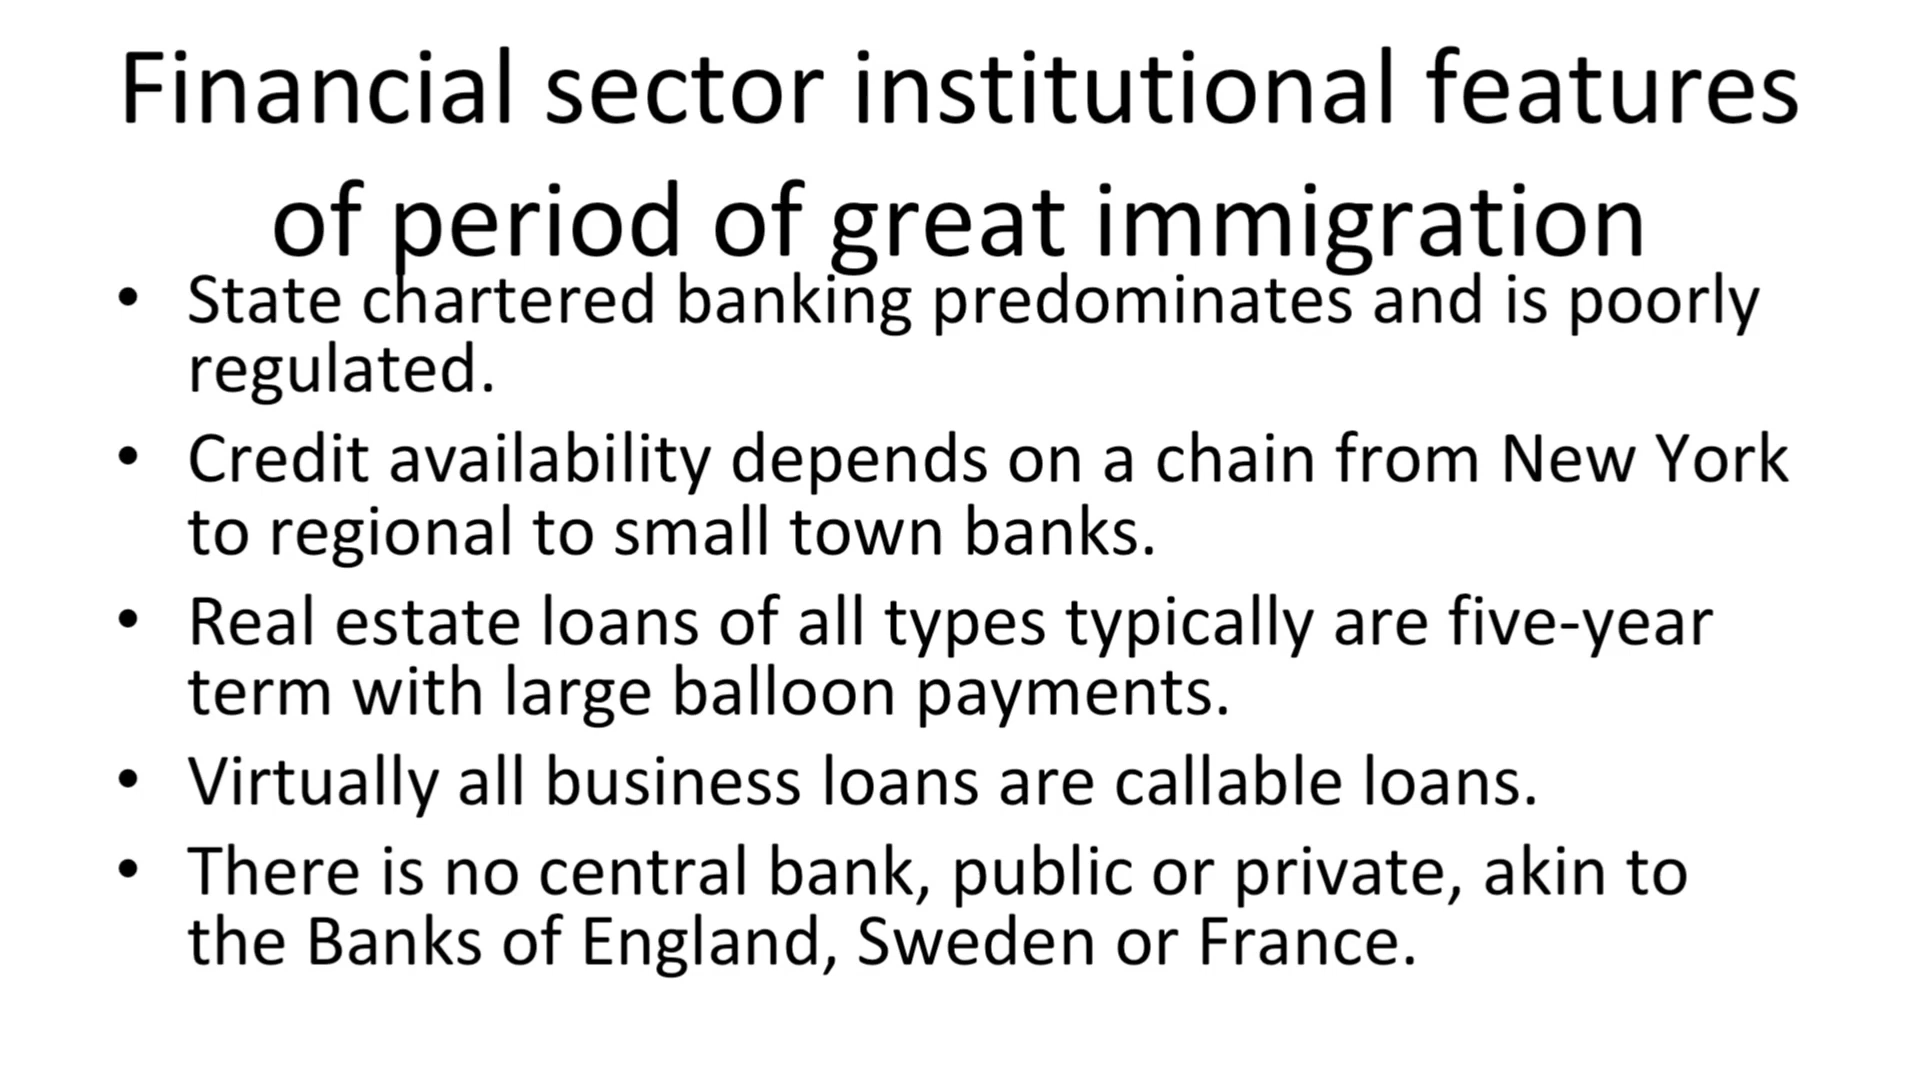 Financial sector institutional features
of period of great immigration
• State chartered banking predominates and is poorly
regulated.
• Credit availability depends on a chain from New York
to regional to small town banks.
• Real estate loans of all types typically are five-year
term with large balloon payments.
• Virtually all business loans are callable loans.
• There is no central bank, public or private, akin to
the Banks of England, Sweden or France.